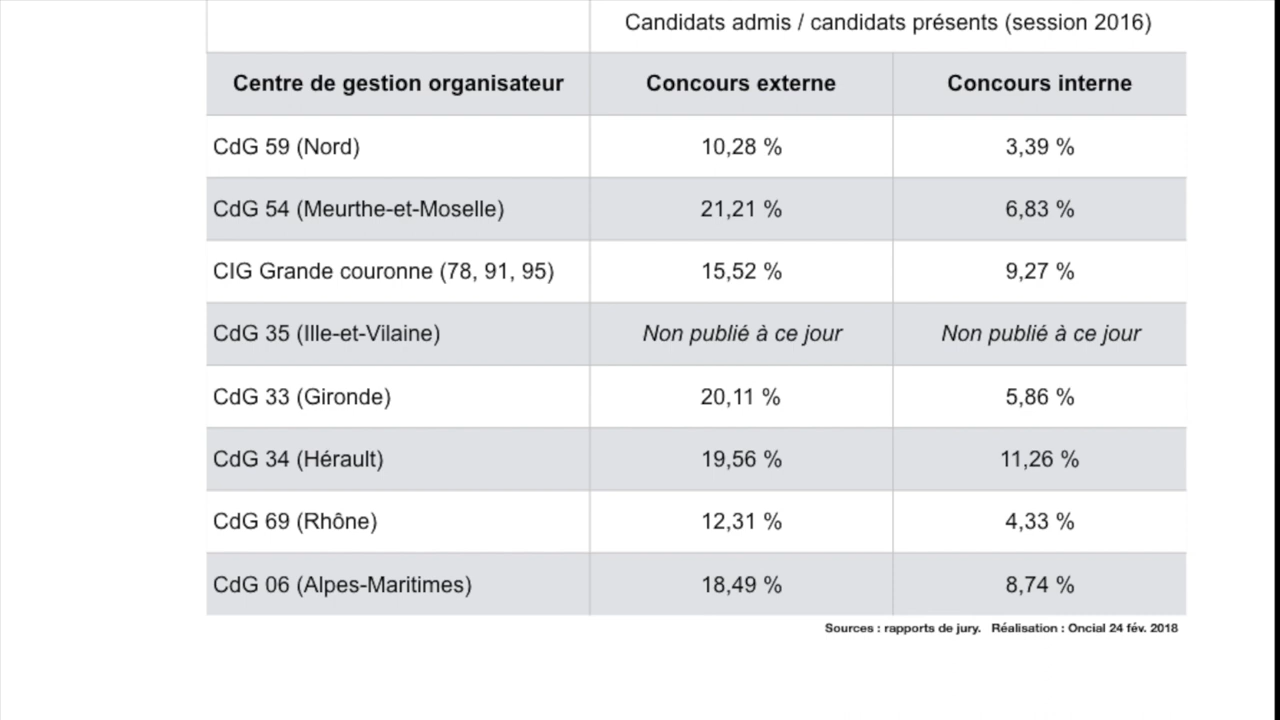 Candidats admis / candidats présents (session 2016)
Centre de gestion organisateur Concours externe Concours interne
CdG 59 (Nord) 10,28 % 3,39 %
CdG 54 (Meurthe-et-Moselle) 21,21 % 6,83 %
CIG Grande couronne (78, 91, 95) 15,52 % 9,27 %
CdG 35 (Ille-et-Vilaine) Non publié à ce jour Non publié à ce jour
CdG 33 (Gironde) 20,11 % 5,86 %
CdG 34 (Hérault) 19,56 % 11,26 %
CdG 69 (Rhône) 12,31 % 4,33 %
CdG 06 (Alpes-Maritimes) 18,49 % 8,74 %
Sources : rapports de jury. Réalisation : Oncial 24 fév. 2018